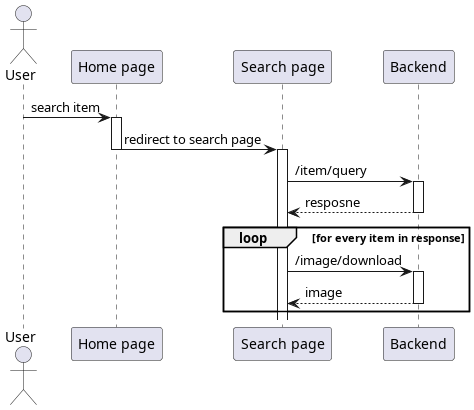 User
Home page
Search page
Backend
search item
redirect to search page
/item/query
resposne
loop
[for every item in response]
/image/download
image
User
Home page
Search page
Backend